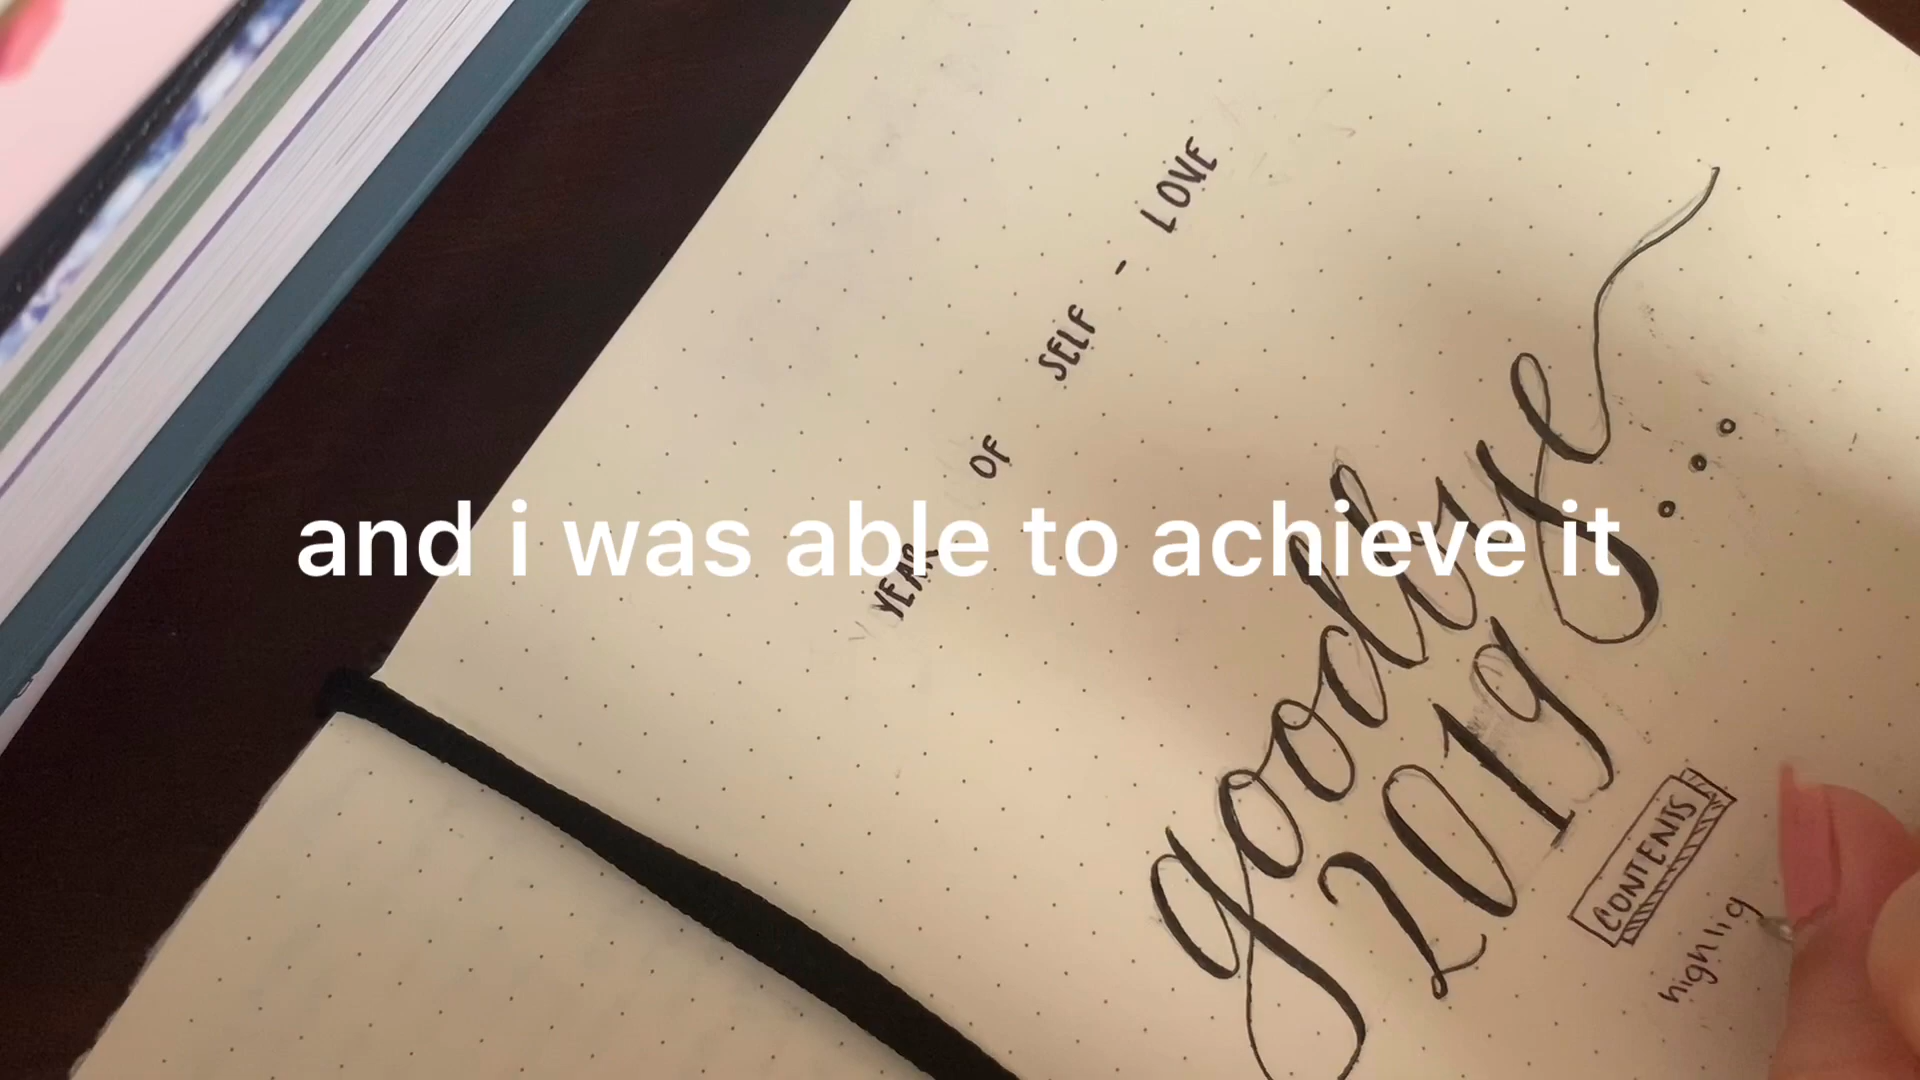 YEAR OF SELF - LOVE
and i was able to achieve it
goodbye
2019
CONTENTS
highlig